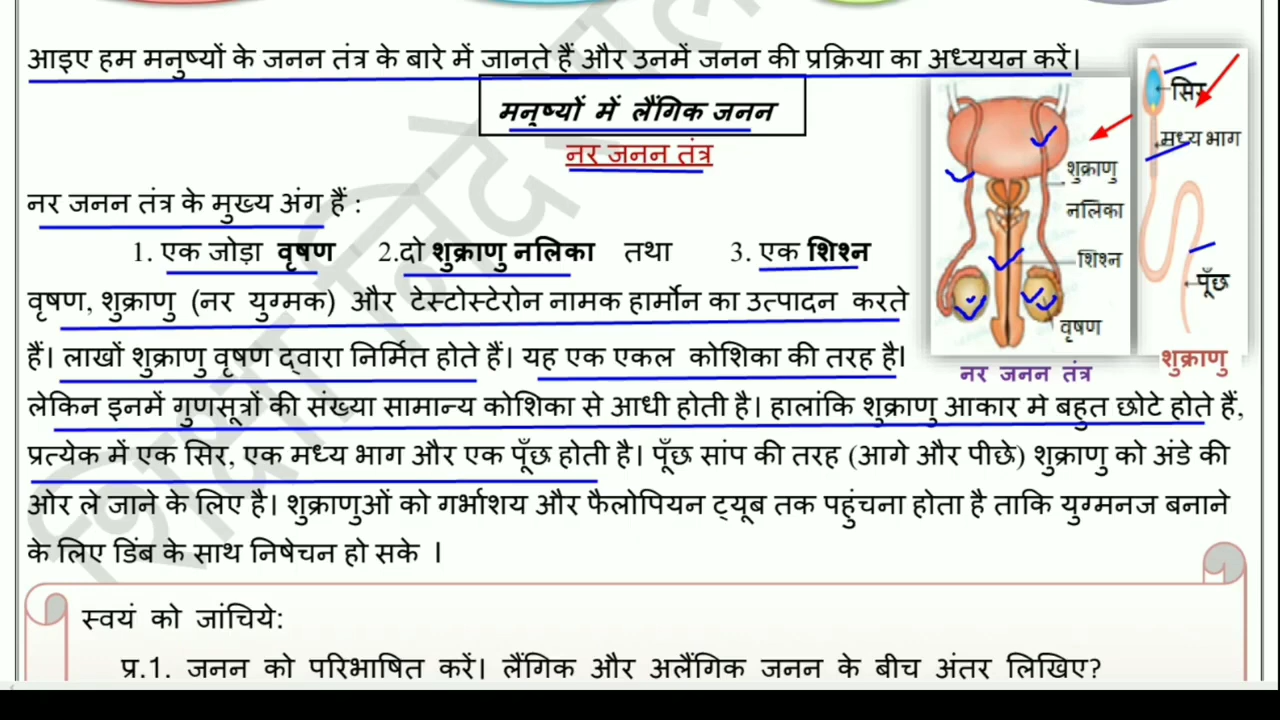 आइए हम मनुष्यों के जनन तंत्र के बारे में जानते हैं और उनमें जनन की प्रक्रिया का अध्ययन करें।
मनुष्यों में लैंगिक जनन
नर जनन तंत्र
नर जनन तंत्र के मुख्य अंग हैं :
1. एक जोड़ा वृषण 2.दो शुक्राणु नलिका तथा 3. एक शिश्न
वृषण, शुक्राणु (नर युग्मक) और टेस्टोस्टेरोन नामक हार्मोन का उत्पादन करते
हैं। लाखों शुक्राणु वृषण द्वारा निर्मित होते हैं। यह एक एकल कोशिका की तरह है।
लेकिन इनमें गुणसूत्रों की संख्या सामान्य कोशिका से आधी होती है। हालांकि शुक्राणु आकार मे बहुत छोटे होते हैं,
प्रत्येक में एक सिर, एक मध्य भाग और एक पूँछ होती है। पूँछ सांप की तरह (आगे और पीछे) शुक्राणु को अंडे की
ओर ले जाने के लिए है। शुक्राणुओं को गर्भाशय और फैलोपियन ट्यूब तक पहुंचना होता है ताकि युग्मनज बनाने
के लिए डिंब के साथ निषेचन हो सके ।
शुक्राणु
नलिका
शिश्न
वृषण
नर जनन तंत्र
सिर
मध्य भाग
पूँछ
शुक्राणु
स्वयं को जांचिये:
प्र.1. जनन को परिभाषित करें। लैंगिक और अलैंगिक जनन के बीच अंतर लिखिए?